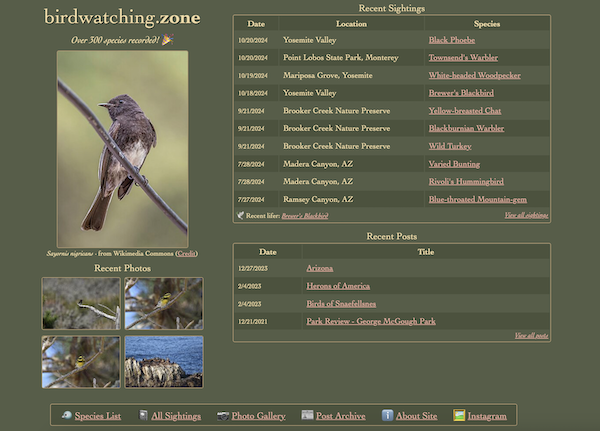 birdwatching.zone
Over 300 species recorded!
Sayornis nigricans - from Wikimedia Commons (Credit)
Recent Photos
Recent Sightings
Date Location Species
10/20/2024 Yosemite Valley Black Phoebe
10/20/2024 Point Lobos State Park, Monterey Townsend's Warbler
10/19/2024 Mariposa Grove, Yosemite White-headed Woodpecker
10/18/2024 Yosemite Valley Brewer's Blackbird
9/21/2024 Brooker Creek Nature Preserve Yellow-breasted Chat
9/21/2024 Brooker Creek Nature Preserve Blackburnian Warbler
9/21/2024 Brooker Creek Nature Preserve Wild Turkey
7/28/2024 Madera Canyon, AZ Varied Bunting
7/28/2024 Madera Canyon, AZ Rivoli's Hummingbird
7/27/2024 Ramsey Canyon, AZ Blue-throated Mountain-gem
Recent lifer: Brewer's Blackbird View all sightings
Recent Posts
Date Title
12/27/2023 Arizona
2/4/2023 Herons of America
2/4/2023 Birds of Snaefellsnes
12/21/2021 Park Review - George McGough Park
View all posts
Species List All Sightings Photo Gallery Post Archive About Site Instagram